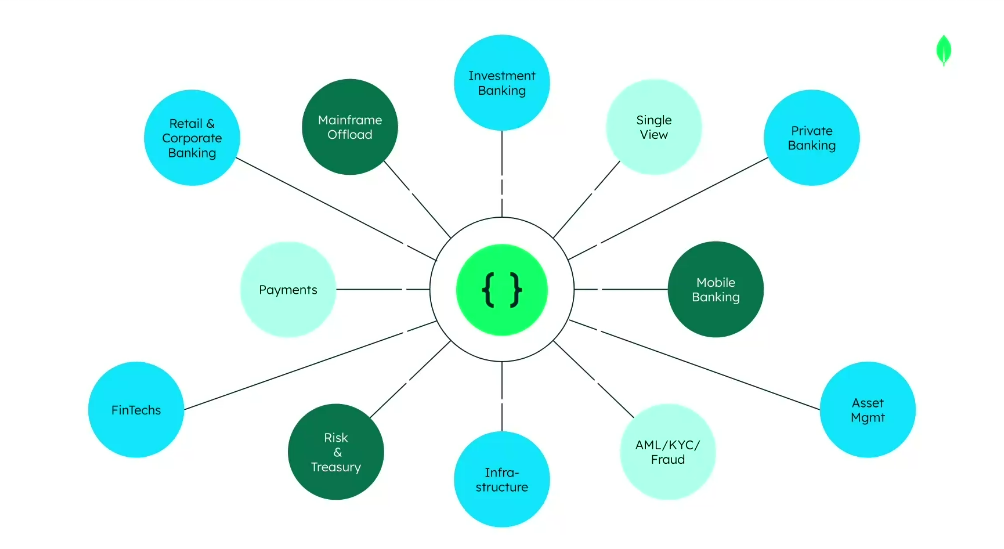 Investment
Banking
Mainframe
Offload
Single
View
Retail &
Corporate
Banking
Private
Banking
Payments
{ }
Mobile
Banking
FinTechs
Asset
Mgmt
Risk
&
Treasury
Infra-
structure
AML/KYC/
Fraud